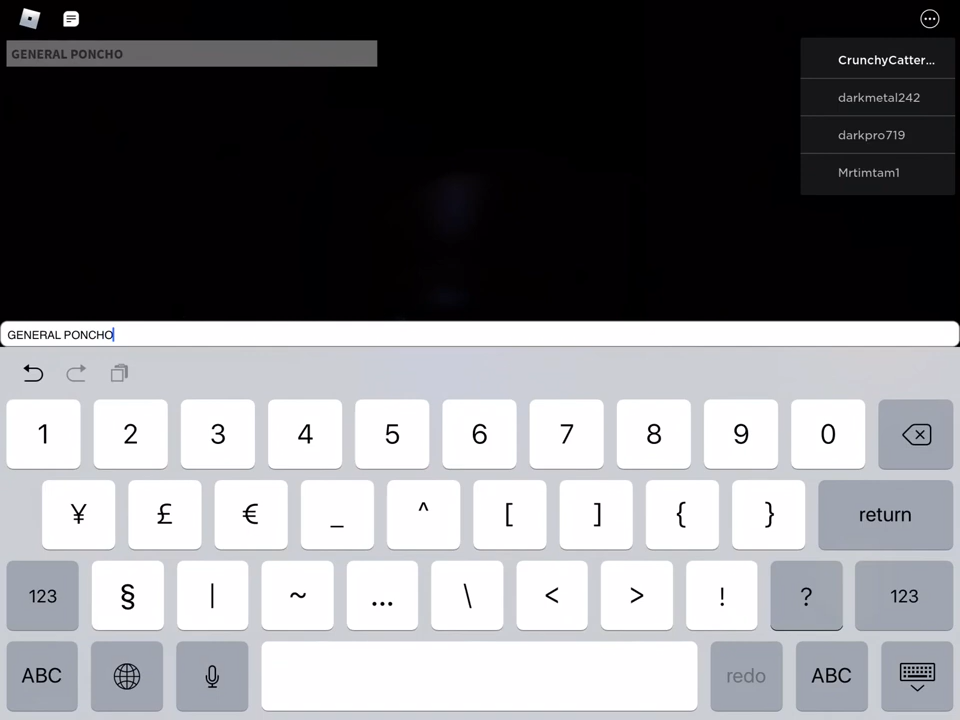 GENERAL PONCHO
CrunchyCatter...
darkmetal242
darkpro719
Mrtimtam1
GENERAL PONCHO
1 2 3 4 5 6 7 8 9 0
¥ £ € _ ^ [ ] { } return
123 § | ~ ... \ < > ! ? 123
ABC redo ABC